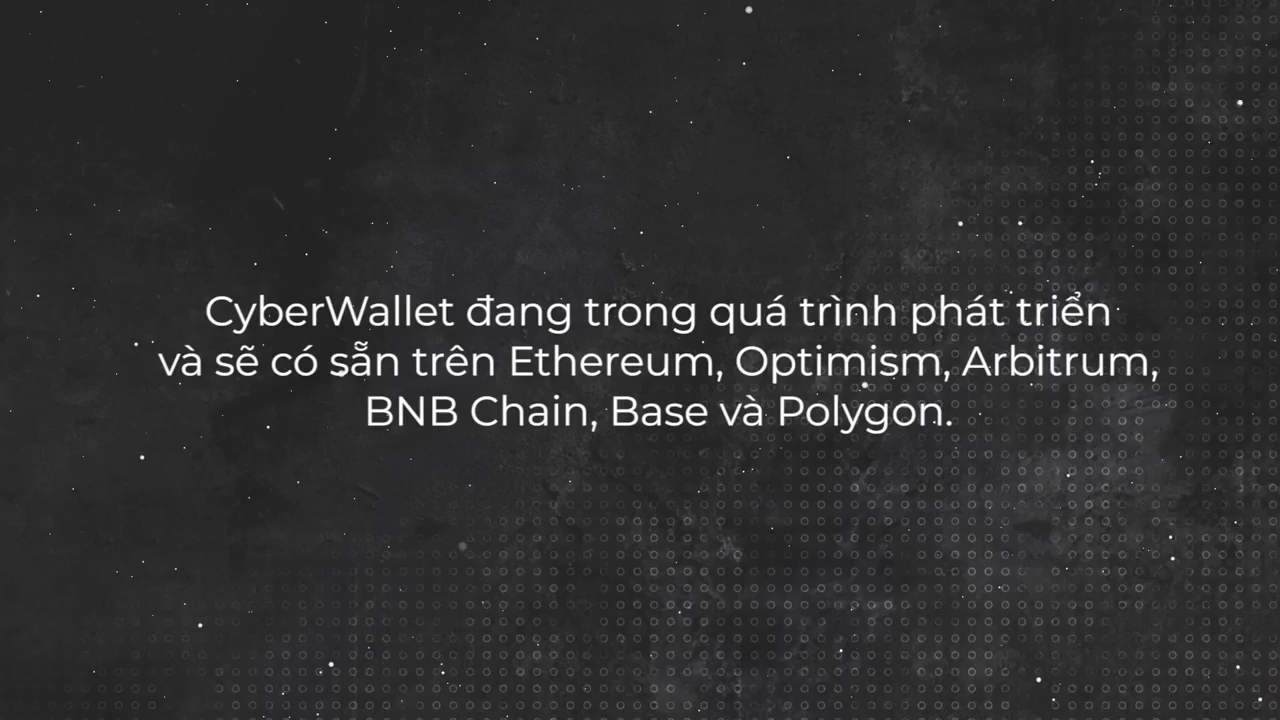 CyberWallet đang trong quá trình phát triển
và sẽ có sẵn trên Ethereum, Optimism, Arbitrum,
BNB Chain, Base và Polygon.